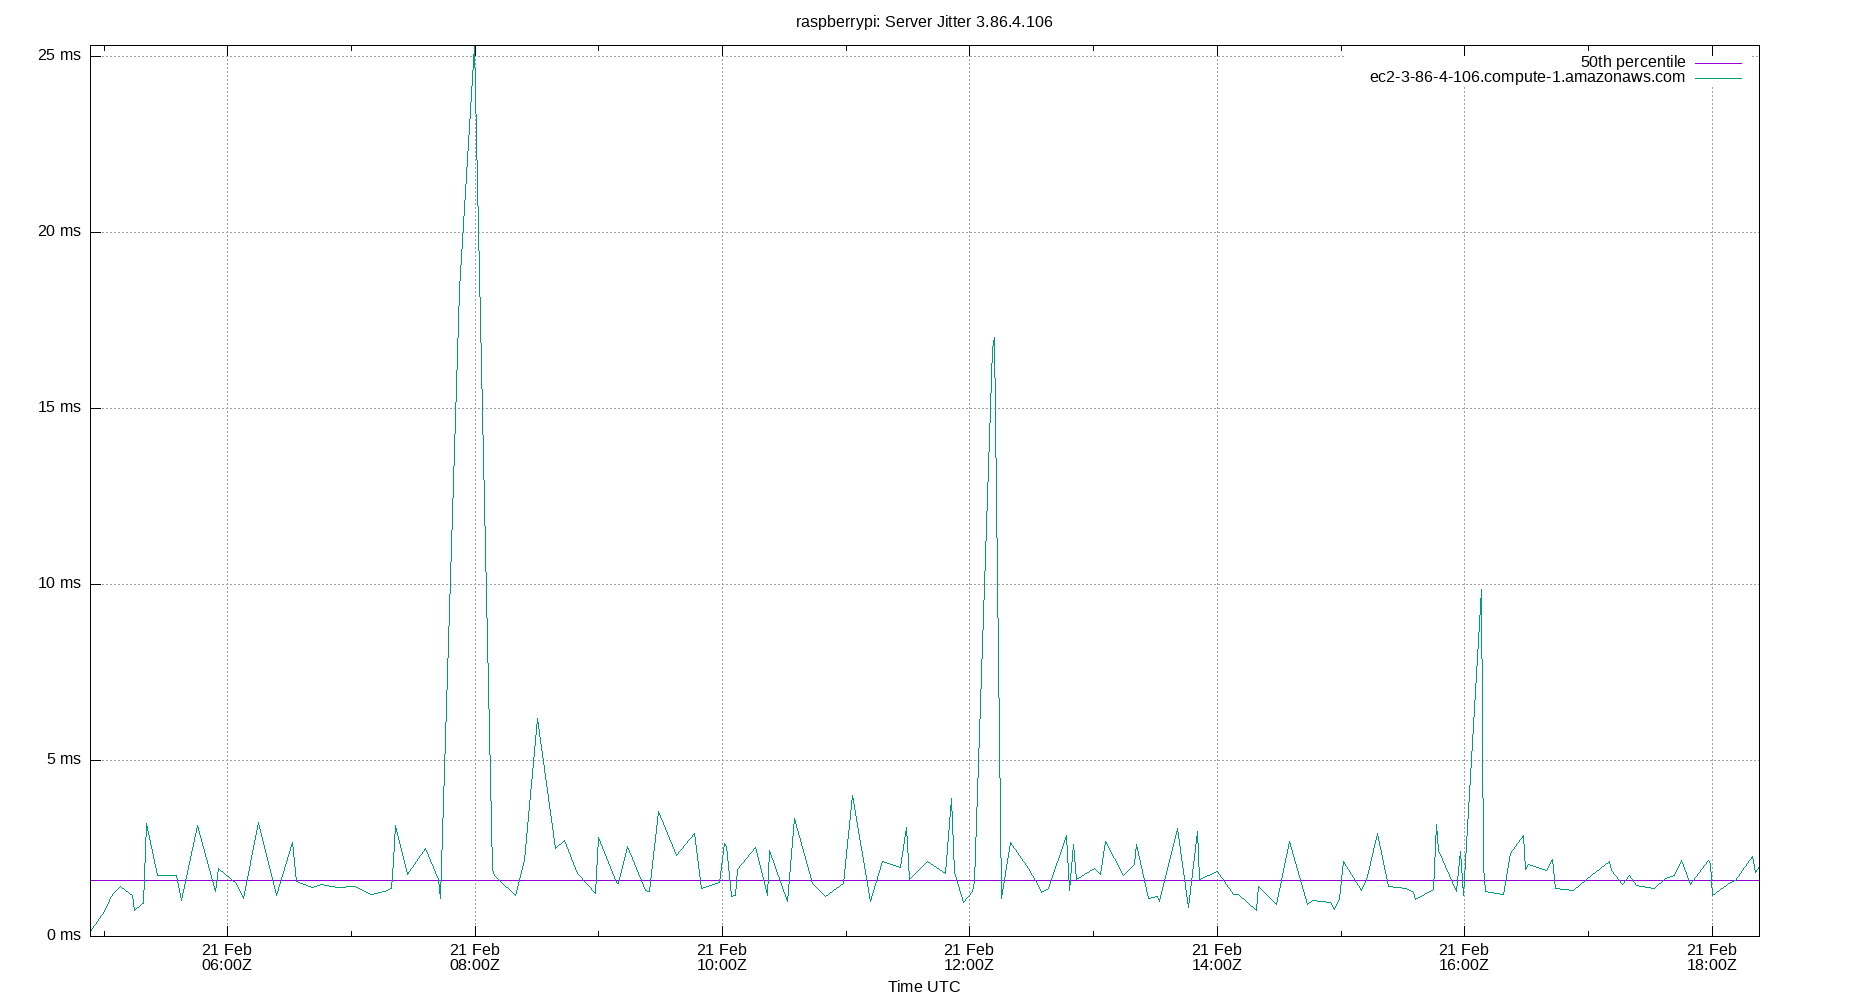 raspberrypi: Server Jitter 3.86.4.106
25 ms
20 ms
15 ms
10 ms
5 ms
0 ms
50th percentile
ec2-3-86-4-106.compute-1.amazonaws.com
21 Feb
06:00Z
21 Feb
08:00Z
21 Feb
10:00Z
21 Feb
12:00Z
21 Feb
14:00Z
21 Feb
16:00Z
21 Feb
18:00Z
Time UTC